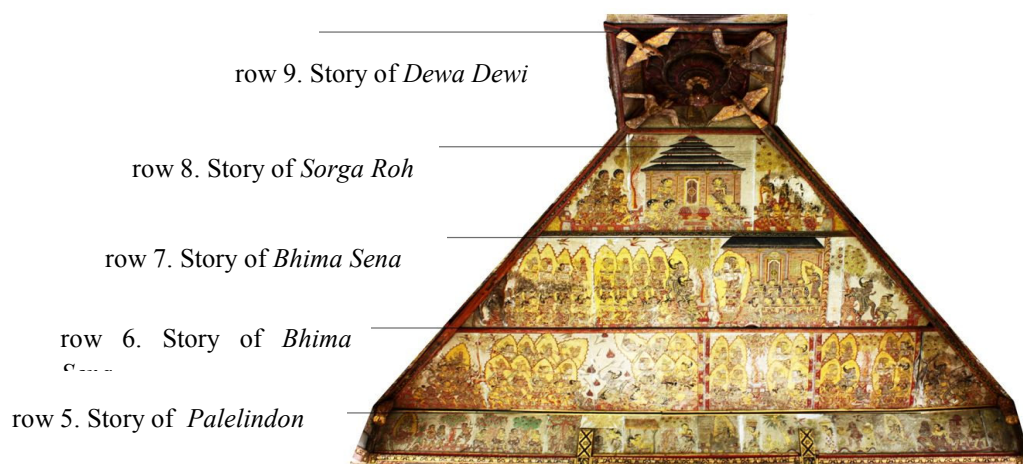 row 9. Story of Dewa Dewi
row 8. Story of Sorga Roh
row 7. Story of Bhima Sena
row 6. Story of Bhima
row 5. Story of Palelindon